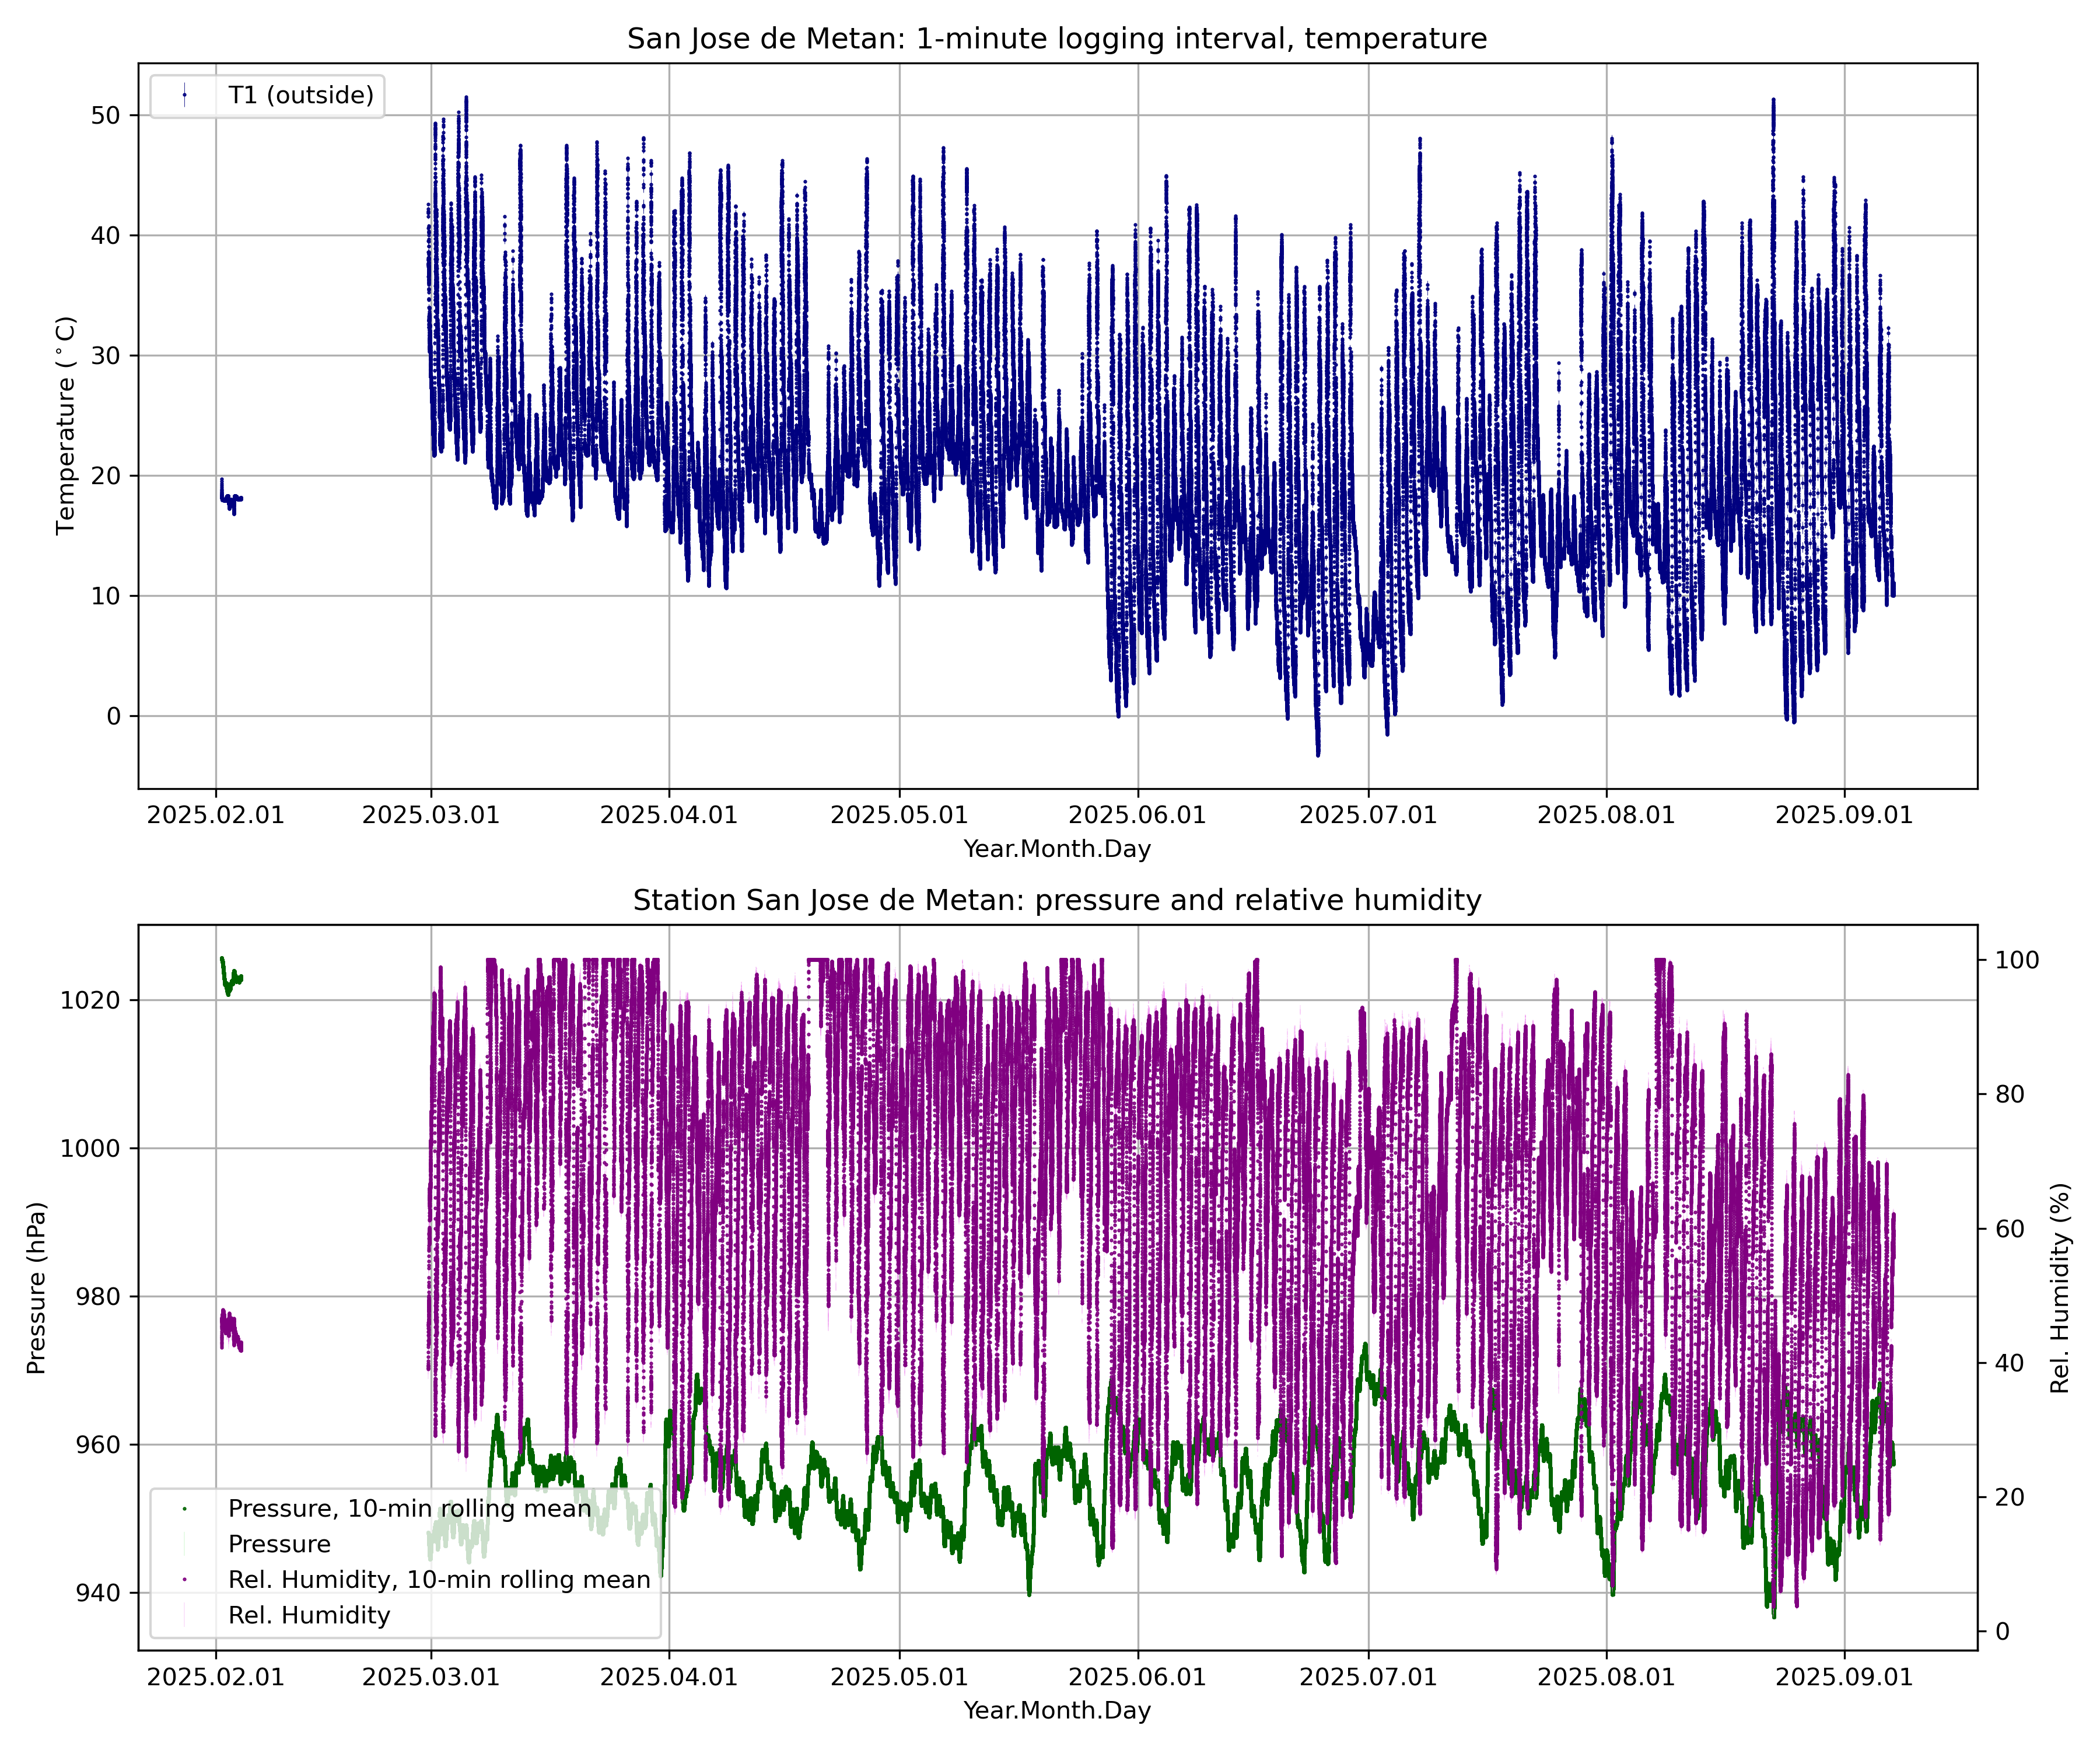 San Jose de Metan: 1-minute logging interval, temperature
T1 (outside)
50
40
30
20
10
0
Temperature (°C)
2025.02.01 2025.03.01 2025.04.01 2025.05.01 2025.06.01 2025.07.01 2025.08.01 2025.09.01
Year.Month.Day
Station San Jose de Metan: pressure and relative humidity
1020
1000
980
960
940
Pressure (hPa)
100
80
60
40
20
0
Rel. Humidity (%)
Pressure, 10-min rolling mean
Pressure
Rel. Humidity, 10-min rolling mean
Rel. Humidity
2025.02.01 2025.03.01 2025.04.01 2025.05.01 2025.06.01 2025.07.01 2025.08.01 2025.09.01
Year.Month.Day